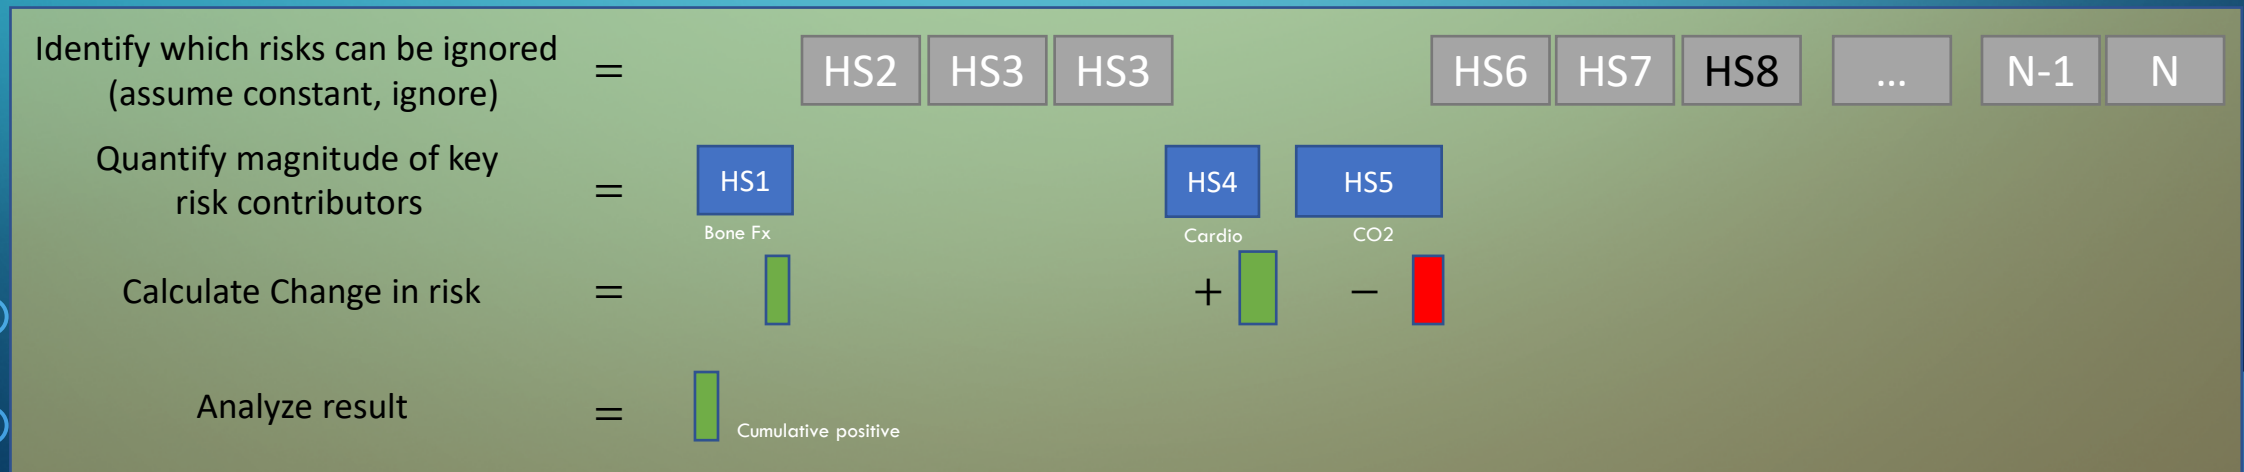 Identify which risks can be ignored
(assume constant, ignore)
= HS2 HS3 HS3 HS6 HS7 HS8 ... N-1 N
Quantify magnitude of key
risk contributors
= HS1 HS4 HS5
Bone Fx Cardio CO2
Calculate Change in risk = + −
Analyze result =
Cumulative positive